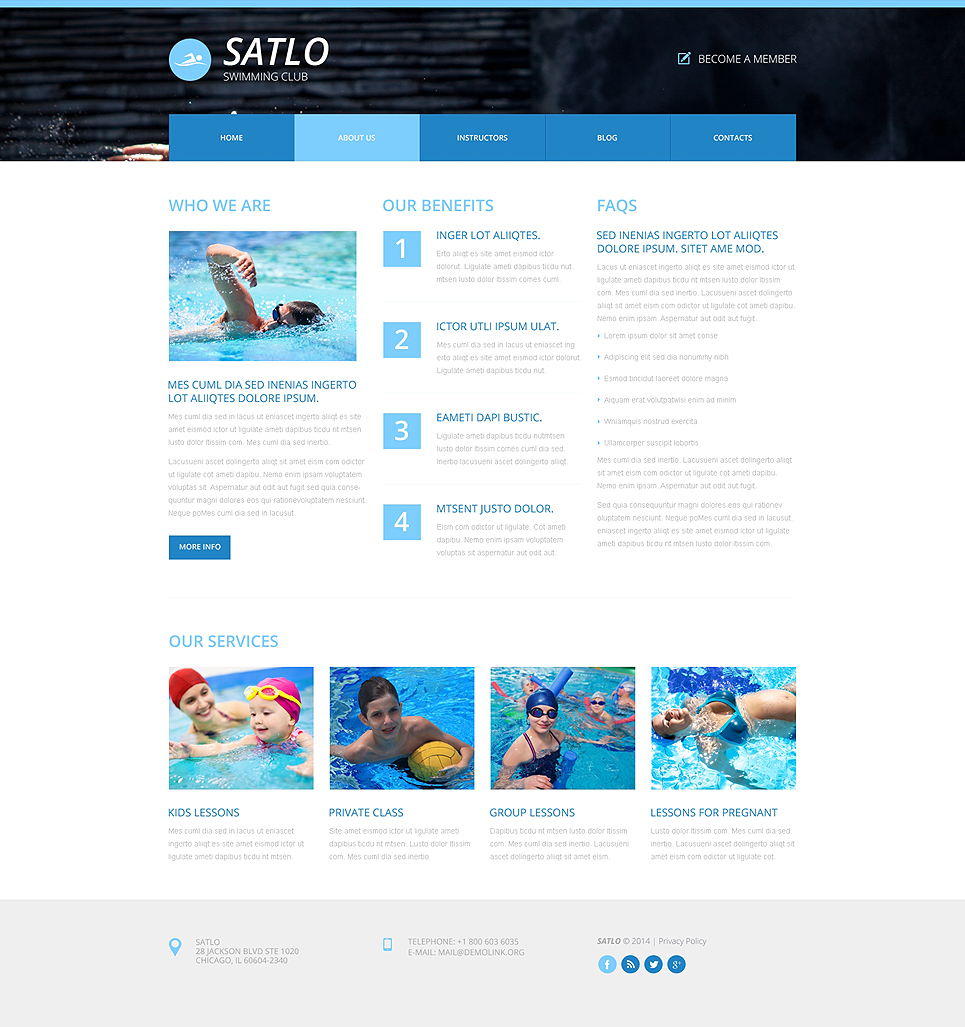 SATLO
SWIMMING CLUB
BECOME A MEMBER
HOME
ABOUT US
INSTRUCTORS
BLOG
CONTACTS
WHO WE ARE
MES CUML DIA SED INENIAS INGERTO
LOT ALIIQTES DOLORE IPSUM.
Mes cuml dia sed in lacus ut eniascet ingerto aliiqt es site
amet eismod ictor ut ligulate ameti dapibus ticdu nt mtsen
lusto dolor ltissim com. Mes cuml dia sed inertio.
Lacusueni ascet dolingerto aliiqt sit amet eism com odictor
ut ligulate cot ameti dapibu. Nemo enim ipsam voluptatem
voluptas sit. Aspernatur aut odit aut fugit sed quia conse-
quuntur magni dolores eos qui rationevoluptatem nesciunt.
Neque poMes cuml dia sed in lacusut.
MORE INFO
OUR BENEFITS
1
INGER LOT ALIIQTES.
Erto aliiqt es site amet eismod ictor
dolorut. Ligulate ameti dapibus ticdu nut
mtsen lusto dolor ltissim comes cuml.
2
ICTOR UTLI IPSUM ULAT.
Mes cuml dia sed in lacus ut eniascet ing
erto aliiqt es site amet eismod ictor dolorut.
Ligulate ameti dapibus ticdu nut.
3
EAMETI DAPI BUSTIC.
Ligulate ameti dapibus ticdu nutmtsen
lusto dolor ltissim comes cuml dia sed.
Inertio lacusueni ascet dolingerto aliiqt.
4
MTSENT JUSTO DOLOR.
Eism com odictor ut ligulate. Cot ameti
dapibu. Nemo enim ipsam voluptatem
voluptas sit aspernatur aut odit aut.
FAQS
SED INENIAS INGERTO LOT ALIIQTES
DOLORE IPSUM. SITET AME MOD.
Lacus ut eniascet ingerto aliiqt es site amet eismod ictor ut
ligulate ameti dapibus ticdu nt mtsen lusto dolor ltissim
com. Mes cuml dia sed inertio. Lacusueni ascet dolingerto
aliiqt sit amet eism com odictor ut ligulate cot ameti dapibu.
Nemo enim ipsam. Aspernatur aut odit aut fugit.
Lorem ipsum dolor sit amet conse
Adipiscing elit sed dia nonummy nibh
Esmod tincidut laoreet dolore magna
Aliquam erat volutpatwisi enim ad minim
Wniamquis nostrud exercita
Ullamcorper suscipit lobortis
Mes cuml dia sed inertio. Lacusueni ascet dolingerto aliiqt
sit amet eism com odictor ut ligulate cot ameti dapibu.
Nemo enim ipsam. Aspernatur aut odit aut fugit.
Sed quia consequuntur magni dolores eos qui rationev
oluptatem nesciunt. Neque poMes cuml dia sed in lacusut.
eniascet ingerto aliiqt es site amet eismod ictor ut ligulate
ameti dapibus ticdu nt mtsen lusto dolor ltissim com.
OUR SERVICES
KIDS LESSONS
Mes cuml dia sed in lacus ut eniascet
ingerto aliiqt es site amet eismod ictor ut
ligulate ameti dapibus ticdu nt mtsen.
PRIVATE CLASS
Site amet eismod ictor ut ligulate ameti
dapibus ticdu nt mtsen. Lusto dolor ltissim
com. Mes cuml dia sed inertio.
GROUP LESSONS
Dapibus ticdu nt mtsen lusto dolor ltissim
com. Mes cuml dia sed inertio. Lacusueni
ascet dolingerto aliiqt sit amet eism.
LESSONS FOR PREGNANT
Lusto dolor ltissim com. Mes cuml dia sed
inertio. Lacusueni ascet dolingerto aliiqt sit
amet eism com odictor ut ligulate cot.
SATLO
28 JACKSON BLVD STE 1020
CHICAGO, IL 60604-2340
TELEPHONE: +1 800 603 6035
E-MAIL: MAIL@DEMOLINK.ORG
SATLO © 2014 | Privacy Policy